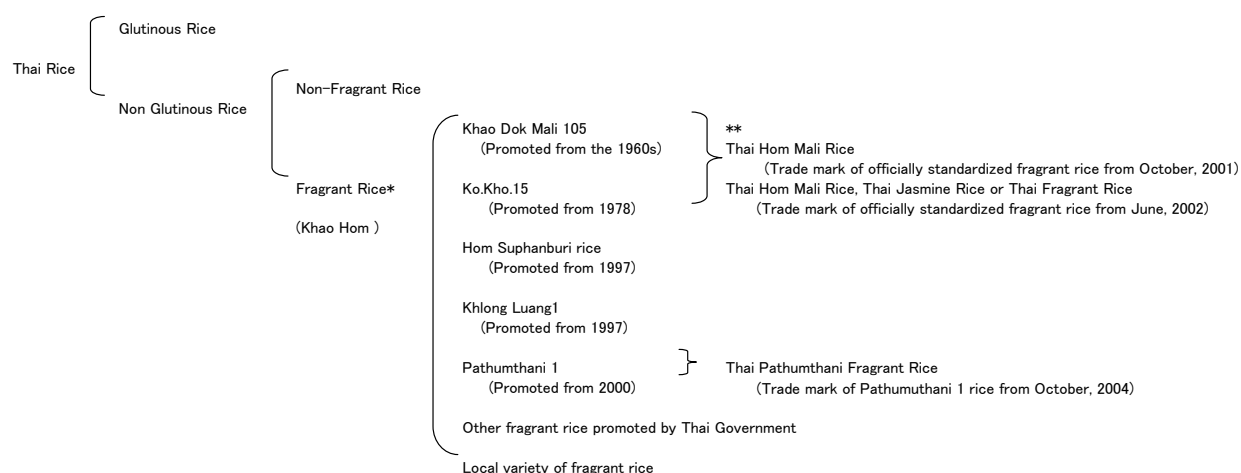 Glutinous Rice
Thai Rice
Non Glutinous Rice
Non-Fragrant Rice
Fragrant Rice*
(Khao Hom )
Khao Dok Mali 105
(Promoted from the 1960s)
Ko.Kho.15
(Promoted from 1978)
Hom Suphanburi rice
(Promoted from 1997)
Khlong Luang1
(Promoted from 1997)
Pathumthani 1
(Promoted from 2000)
Other fragrant rice promoted by Thai Government
Local variety of fragrant rice
**
Thai Hom Mali Rice
(Trade mark of officially standardized fragrant rice from October, 2001)
Thai Hom Mali Rice, Thai Jasmine Rice or Thai Fragrant Rice
(Trade mark of officially standardized fragrant rice from June, 2002)
Thai Pathumthani Fragrant Rice
(Trade mark of Pathumuthani 1 rice from October, 2004)